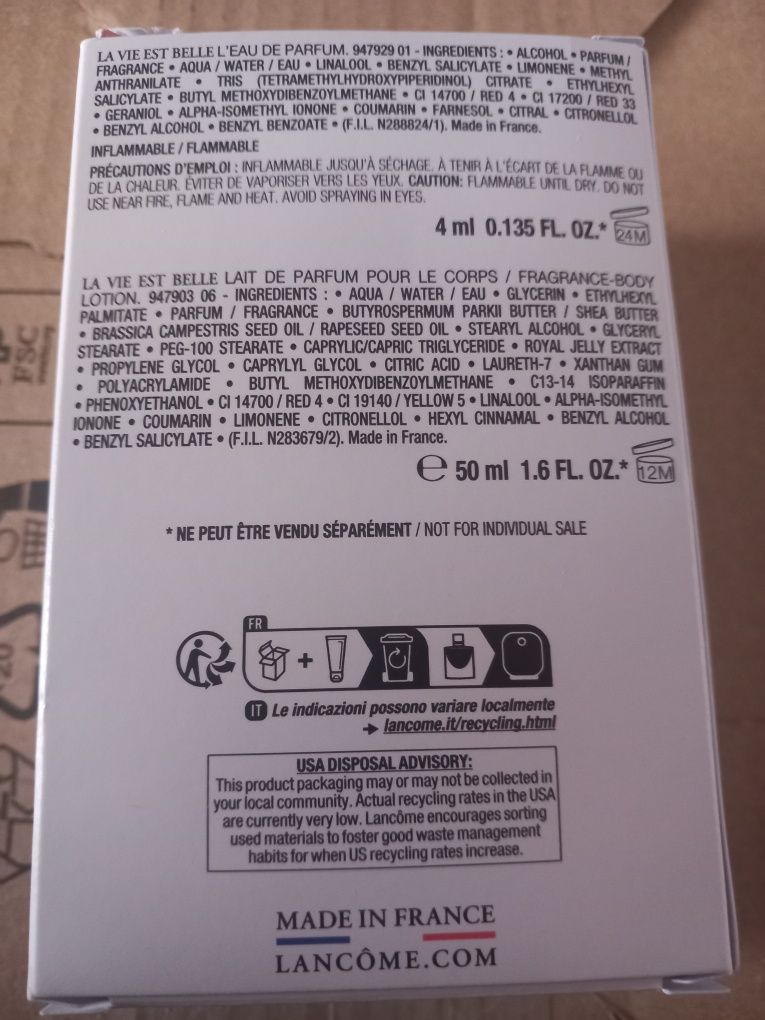 LA VIE EST BELLE L'EAU DE PARFUM. 947929 01 - INGREDIENTS : • ALCOHOL • PARFUM /
FRAGRANCE • AQUA / WATER / EAU • LINALOOL • BENZYL SALICYLATE • LIMONENE • METHYL
ANTHRANILATE • TRIS (TETRAMETHYLHYDROXYPIPERIDINOL) CITRATE • ETHYLHEXYL
SALICYLATE • BUTYL METHOXYDIBENZOYLMETHANE • CI 14700 / RED 4 • CI 17200 / RED 33
• GERANIOL • ALPHA-ISOMETHYL IONONE • COUMARIN • FARNESOL • CITRAL • CITRONELLOL
• BENZYL ALCOHOL • BENZYL BENZOATE • (F.I.L. N288824/1). Made in France.
INFLAMMABLE / FLAMMABLE
PRÉCAUTIONS D'EMPLOI : INFLAMMABLE JUSQU'À SÉCHAGE. À TENIR À L'ÉCART DE LA FLAMME OU
DE LA CHALEUR. ÉVITER DE VAPORISER VERS LES YEUX. CAUTION: FLAMMABLE UNTIL DRY. DO NOT
USE NEAR FIRE, FLAME AND HEAT. AVOID SPRAYING IN EYES.
4 ml 0.135 FL. OZ.* 24M
LA VIE EST BELLE LAIT DE PARFUM POUR LE CORPS / FRAGRANCE-BODY
LOTION. 947903 06 - INGREDIENTS : • AQUA / WATER / EAU • GLYCERIN • ETHYLHEXYL
PALMITATE • PARFUM / FRAGRANCE • BUTYROSPERMUM PARKII BUTTER / SHEA BUTTER
• BRASSICA CAMPESTRIS SEED OIL / RAPESEED SEED OIL • STEARYL ALCOHOL • GLYCERYL
STEARATE • PEG-100 STEARATE • CAPRYLIC/CAPRIC TRIGLYCERIDE • ROYAL JELLY EXTRACT
• PROPYLENE GLYCOL • CAPRYLYL GLYCOL • CITRIC ACID • LAURETH-7 • XANTHAN GUM
• POLYACRYLAMIDE • BUTYL METHOXYDIBENZOYLMETHANE • C13-14 ISOPARAFFIN
• PHENOXYETHANOL • CI 14700 / RED 4 • CI 19140 / YELLOW 5 • LINALOOL • ALPHA-ISOMETHYL
IONONE • COUMARIN • LIMONENE • CITRONELLOL • HEXYL CINNAMAL • BENZYL ALCOHOL
• BENZYL SALICYLATE • (F.I.L. N283679/2). Made in France.
℮ 50 ml 1.6 FL. OZ.* 12M
* NE PEUT ÊTRE VENDU SÉPARÉMENT / NOT FOR INDIVIDUAL SALE
FR
+
IT Le indicazioni possono variare localmente
→ lancome.it/recycling.html
USA DISPOSAL ADVISORY:
This product packaging may or may not be collected in
your local community. Actual recycling rates in the USA
are currently very low. Lancôme encourages sorting
used materials to foster good waste management
habits for when US recycling rates increase.
MADE IN FRANCE
LANCÔME.COM
FSC
20